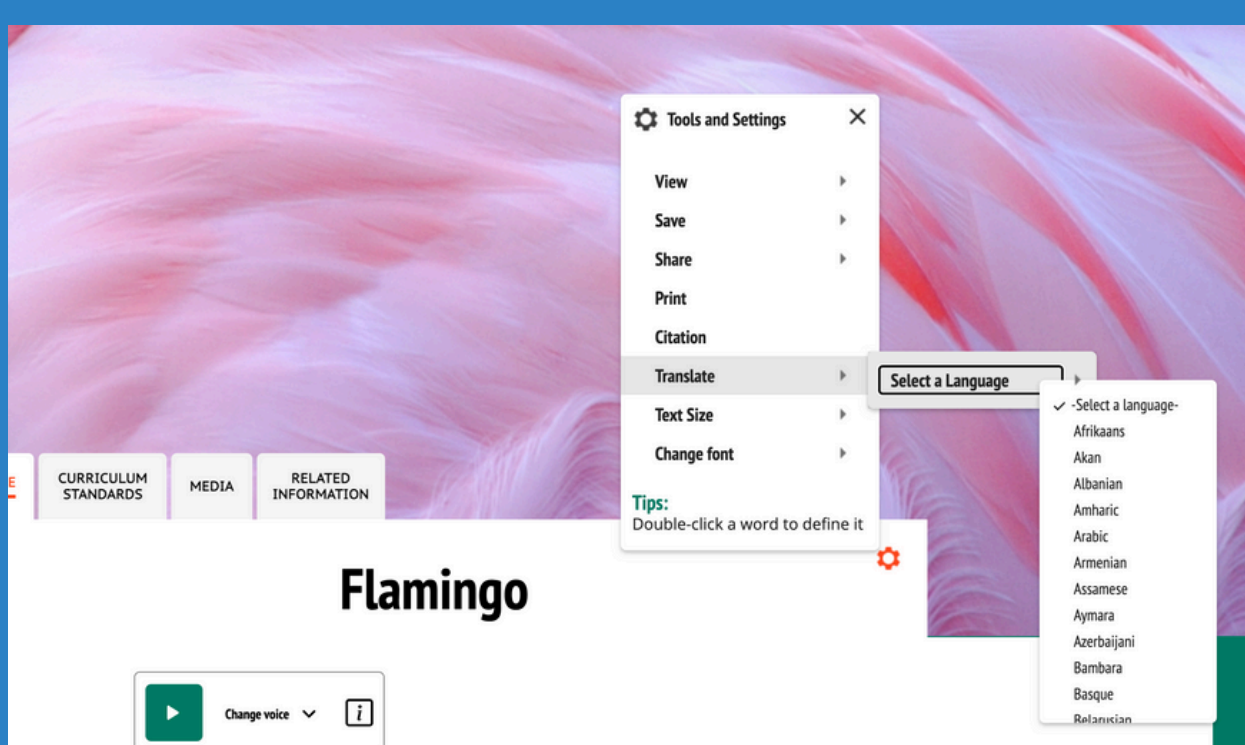 Tools and Settings
View
Save
Share
Print
Citation
Translate
Text Size
Change font
Tips:
Double-click a word to define it
Select a Language
-Select a language-
Afrikaans
Akan
Albanian
Amharic
Arabic
Armenian
Assamese
Aymara
Azerbaijani
Bambara
Basque
Belarusian
E
CURRICULUM
STANDARDS
MEDIA
RELATED
INFORMATION
Flamingo
Change voice
i